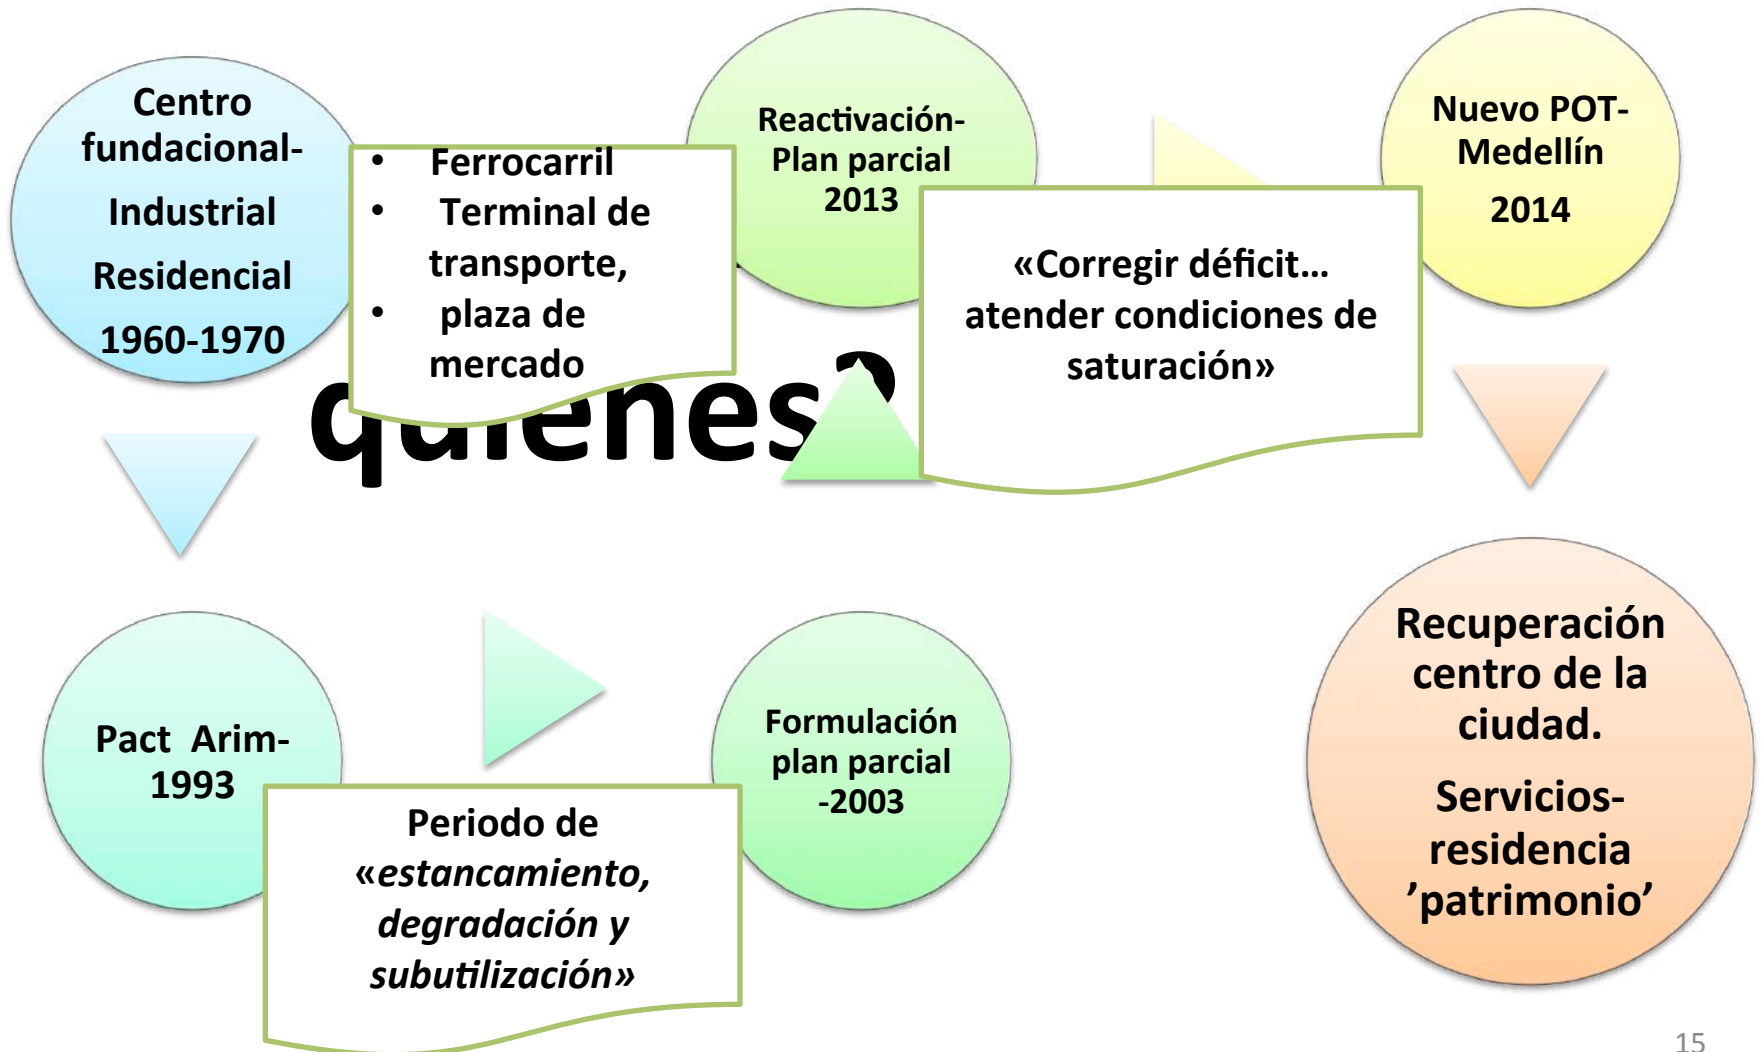 Centro
fundacional-
Industrial
Residencial
1960-1970
• Ferrocarril
• Terminal de
transporte,
• plaza de
mercado
Reactivación-
Plan parcial
2013
«Corregir déficit...
atender condiciones de
saturación»
Nuevo POT-
Medellín
2014
quienes?
Pact Arim-
1993
Periodo de
«estancamiento,
degradación y
subutilización»
Formulación
plan parcial
-2003
Recuperación
centro de la
ciudad.
Servicios-
residencia
’patrimonio’
15